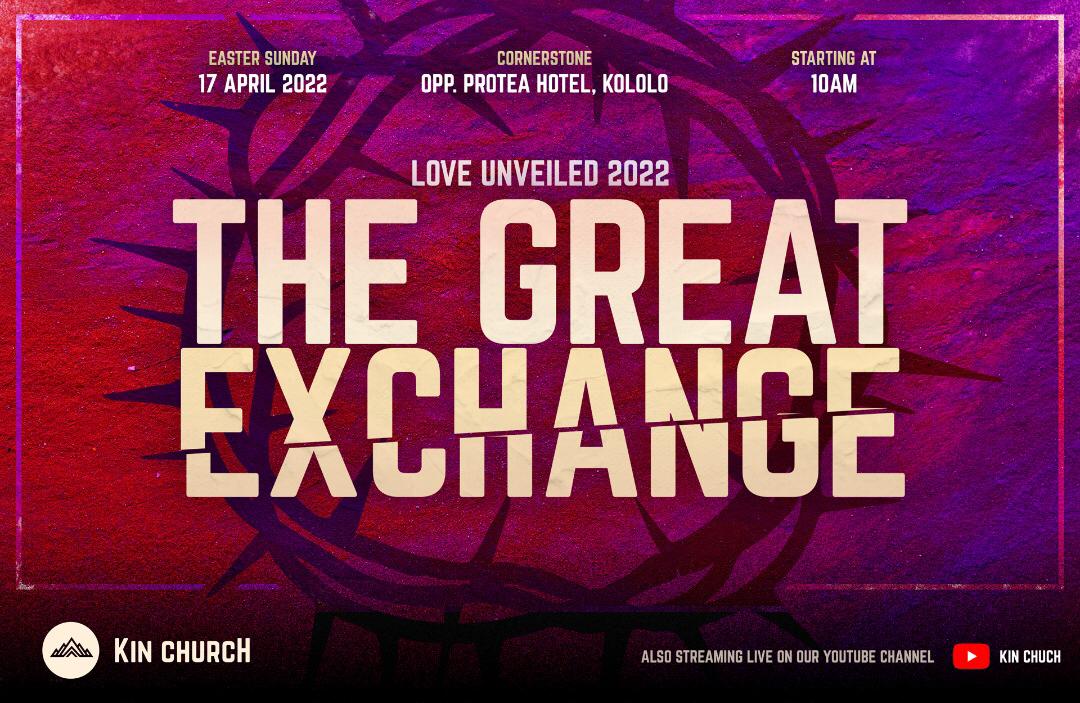 EASTER SUNDAY
17 APRIL 2022
CORNERSTONE
OPP. PROTEA HOTEL, KOLOLO
STARTING AT
10AM
LOVE UNVEILED 2022
THE GREAT
EXCHANGE
KIN CHURCH
ALSO STREAMING LIVE ON OUR YOUTUBE CHANNEL
KIN CHUCH